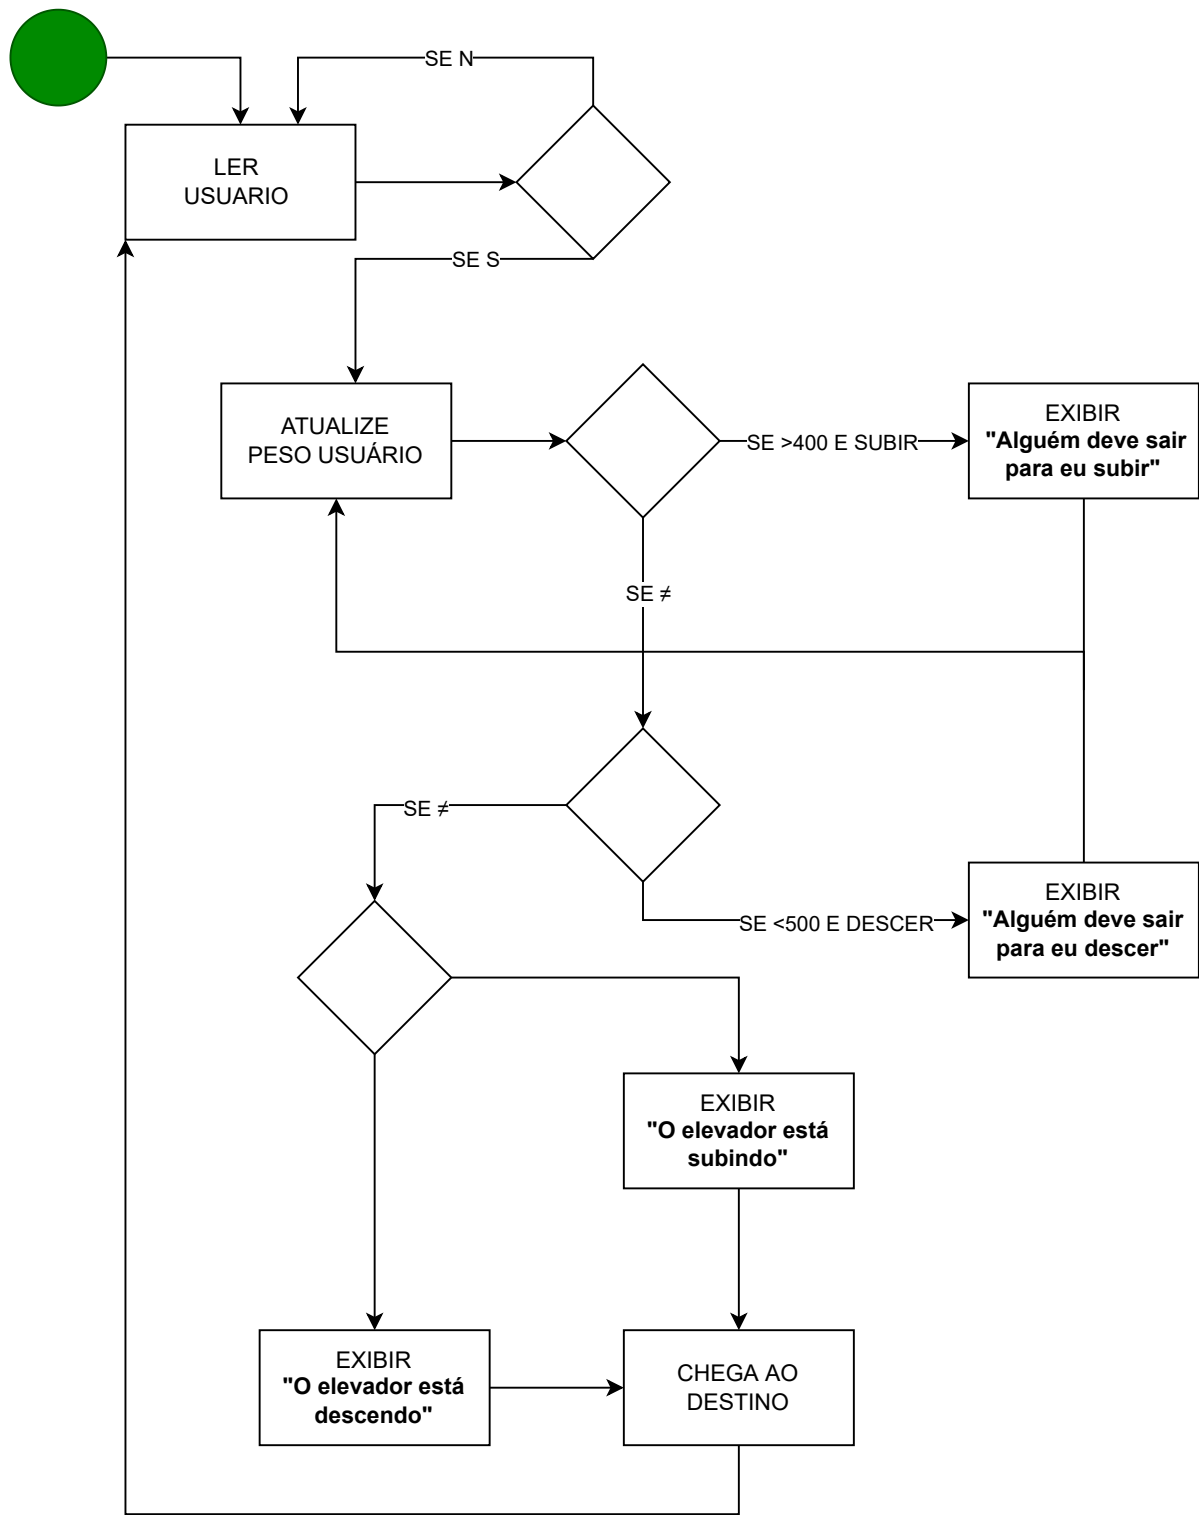 SE N
LER
USUARIO
SE S
ATUALIZE
PESO USUÁRIO
SE >400 E SUBIR
EXIBIR
"Alguém deve sair
para eu subir"
SE ≠
SE ≠
SE <500 E DESCER
EXIBIR
"Alguém deve sair
para eu descer"
EXIBIR
"O elevador está
subindo"
EXIBIR
"O elevador está
descendo"
CHEGA AO
DESTINO